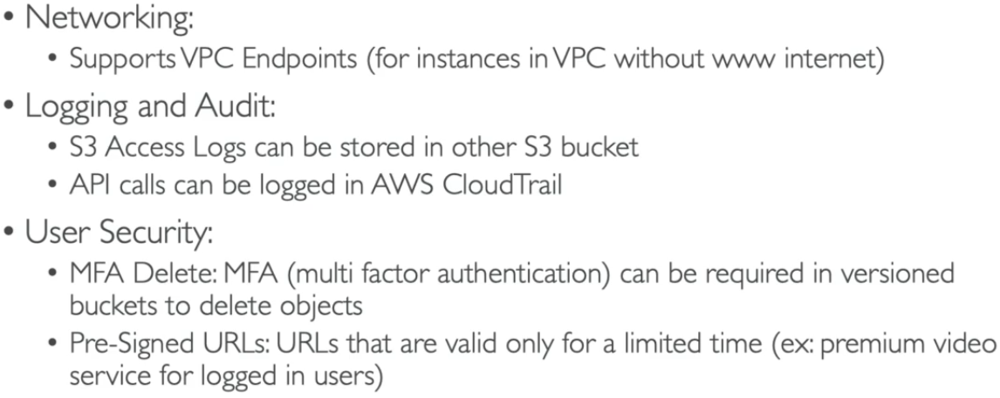 • Networking:
• Supports VPC Endpoints (for instances in VPC without www internet)
• Logging and Audit:
• S3 Access Logs can be stored in other S3 bucket
• API calls can be logged in AWS CloudTrail
• User Security:
• MFA Delete: MFA (multi factor authentication) can be required in versioned
buckets to delete objects
• Pre-Signed URLs: URLs that are valid only for a limited time (ex: premium video
service for logged in users)